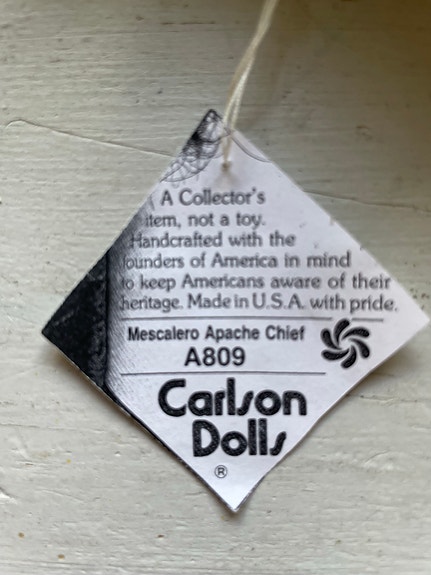 A Collector's
item, not a toy.
Handcrafted with the
founders of America in mind
to keep Americans aware of their
heritage. Made in U.S.A. with pride.
Mescalero Apache Chief
A809
Carlson
Dolls
®